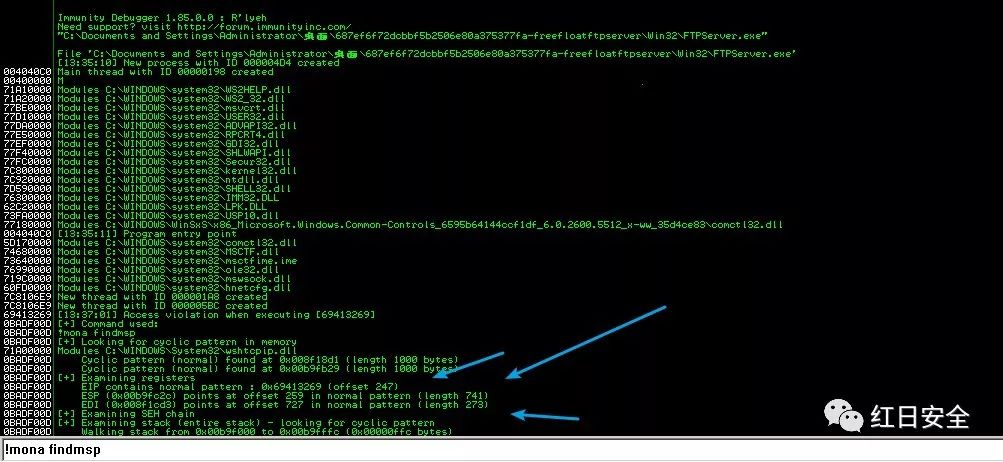 Immunity Debugger 1.85.0.0 : R'lyeh
Need support? visit http://forum.immunityinc.com/
"C:\Documents and Settings\Administrator\桌面\687ef6f72dcbbf5b2506e80a375377fa-freefloatftpserver\Win32\FTPServer.exe"
File 'C:\Documents and Settings\Administrator\桌面\687ef6f72dcbbf5b2506e80a375377fa-freefloatftpserver\Win32\FTPServer.exe'
[13:35:10] New process with ID 000004D4 created
004040C0 Main thread with ID 00000198 created
00400000 M
71A10000 Modules C:\WINDOWS\system32\WS2HELP.dll
71A20000 Modules C:\WINDOWS\system32\WS2_32.dll
77BE0000 Modules C:\WINDOWS\system32\msvcrt.dll
77D10000 Modules C:\WINDOWS\system32\USER32.dll
77DA0000 Modules C:\WINDOWS\system32\ADVAPI32.dll
77E50000 Modules C:\WINDOWS\system32\RPCRT4.dll
77EF0000 Modules C:\WINDOWS\system32\GDI32.dll
77F40000 Modules C:\WINDOWS\system32\SHLWAPI.dll
77FC0000 Modules C:\WINDOWS\system32\Secur32.dll
7C800000 Modules C:\WINDOWS\system32\kernel32.dll
7C920000 Modules C:\WINDOWS\system32\ntdll.dll
7D590000 Modules C:\WINDOWS\system32\SHELL32.dll
76300000 Modules C:\WINDOWS\system32\IMM32.DLL
62C20000 Modules C:\WINDOWS\system32\LPK.DLL
73FA0000 Modules C:\WINDOWS\system32\USP10.dll
77180000 Modules C:\WINDOWS\WinSxS\x86_Microsoft.Windows.Common-Controls_6595b64144ccf1df_6.0.2600.5512_x-ww_35d4ce83\comctl32.dll
004040C0 [13:35:11] Program entry point
5D170000 Modules C:\WINDOWS\system32\comctl32.dll
74680000 Modules C:\WINDOWS\system32\MSCTF.dll
73640000 Modules C:\WINDOWS\system32\msctfime.ime
76990000 Modules C:\WINDOWS\system32\ole32.dll
719C0000 Modules C:\WINDOWS\system32\mswsock.dll
60FD0000 Modules C:\WINDOWS\system32\hnetcfg.dll
7C8106E9 New thread with ID 000001A8 created
7C8106E9 New thread with ID 000005BC created
69413269 [13:37:01] Access violation when executing [69413269]
0BADF00D [+] Command used:
0BADF00D !mona findmsp
0BADF00D [+] Looking for cyclic pattern in memory
71A00000 Modules C:\WINDOWS\System32\wshtcpip.dll
0BADF00D Cyclic pattern (normal) found at 0x008f18d1 (length 1000 bytes)
0BADF00D Cyclic pattern (normal) found at 0x00b9fb29 (length 1000 bytes)
0BADF00D [+] Examining registers
0BADF00D EIP contains normal pattern : 0x69413269 (offset 247)
0BADF00D ESP (0x00b9fc2c) points at offset 259 in normal pattern (length 741)
0BADF00D EDI (0x008f1cd3) points at offset 727 in normal pattern (length 273)
0BADF00D [+] Examining SEH chain
0BADF00D [+] Examining stack (entire stack) - looking for cyclic pattern
0BADF00D Walking stack from 0x00b9f000 to 0x00b9fffc (0x00000ffc bytes)
红日安全
!mona findmsp